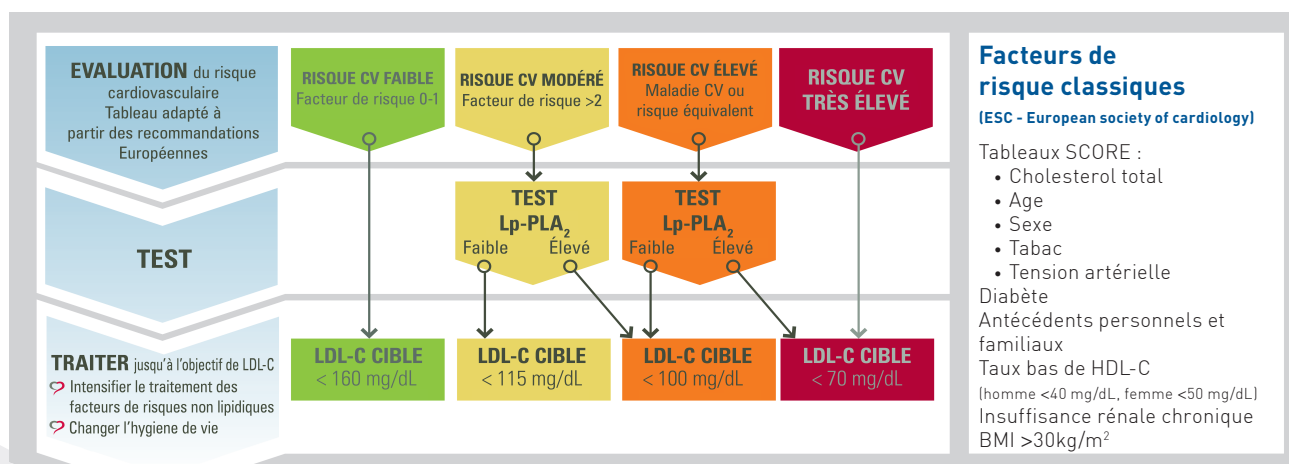 EVALUATION du risque
cardiovasculaire
Tableau adapté à
partir des recommandations
Européennes
RISQUE CV FAIBLE
Facteur de risque 0-1
RISQUE CV MODÉRÉ
Facteur de risque >2
RISQUE CV ÉLEVÉ
Maladie CV ou
risque équivalent
RISQUE CV
TRÈS ÉLEVÉ
TEST
TEST
Lp-PLA₂
Faible Élevé
TEST
Lp-PLA₂
Faible Élevé
TRAITER jusqu'à l'objectif de LDL-C
Intensifier le traitement des
facteurs de risques non lipidiques
Changer l'hygiene de vie
LDL-C CIBLE
< 160 mg/dL
LDL-C CIBLE
< 115 mg/dL
LDL-C CIBLE
< 100 mg/dL
LDL-C CIBLE
< 70 mg/dL
Facteurs de
risque classiques
(ESC - European society of cardiology)
Tableaux SCORE :
• Cholesterol total
• Age
• Sexe
• Tabac
• Tension artérielle
Diabète
Antécédents personnels et
familiaux
Taux bas de HDL-C
(homme <40 mg/dL, femme <50 mg/dL)
Insuffisance rénale chronique
BMI >30kg/m²